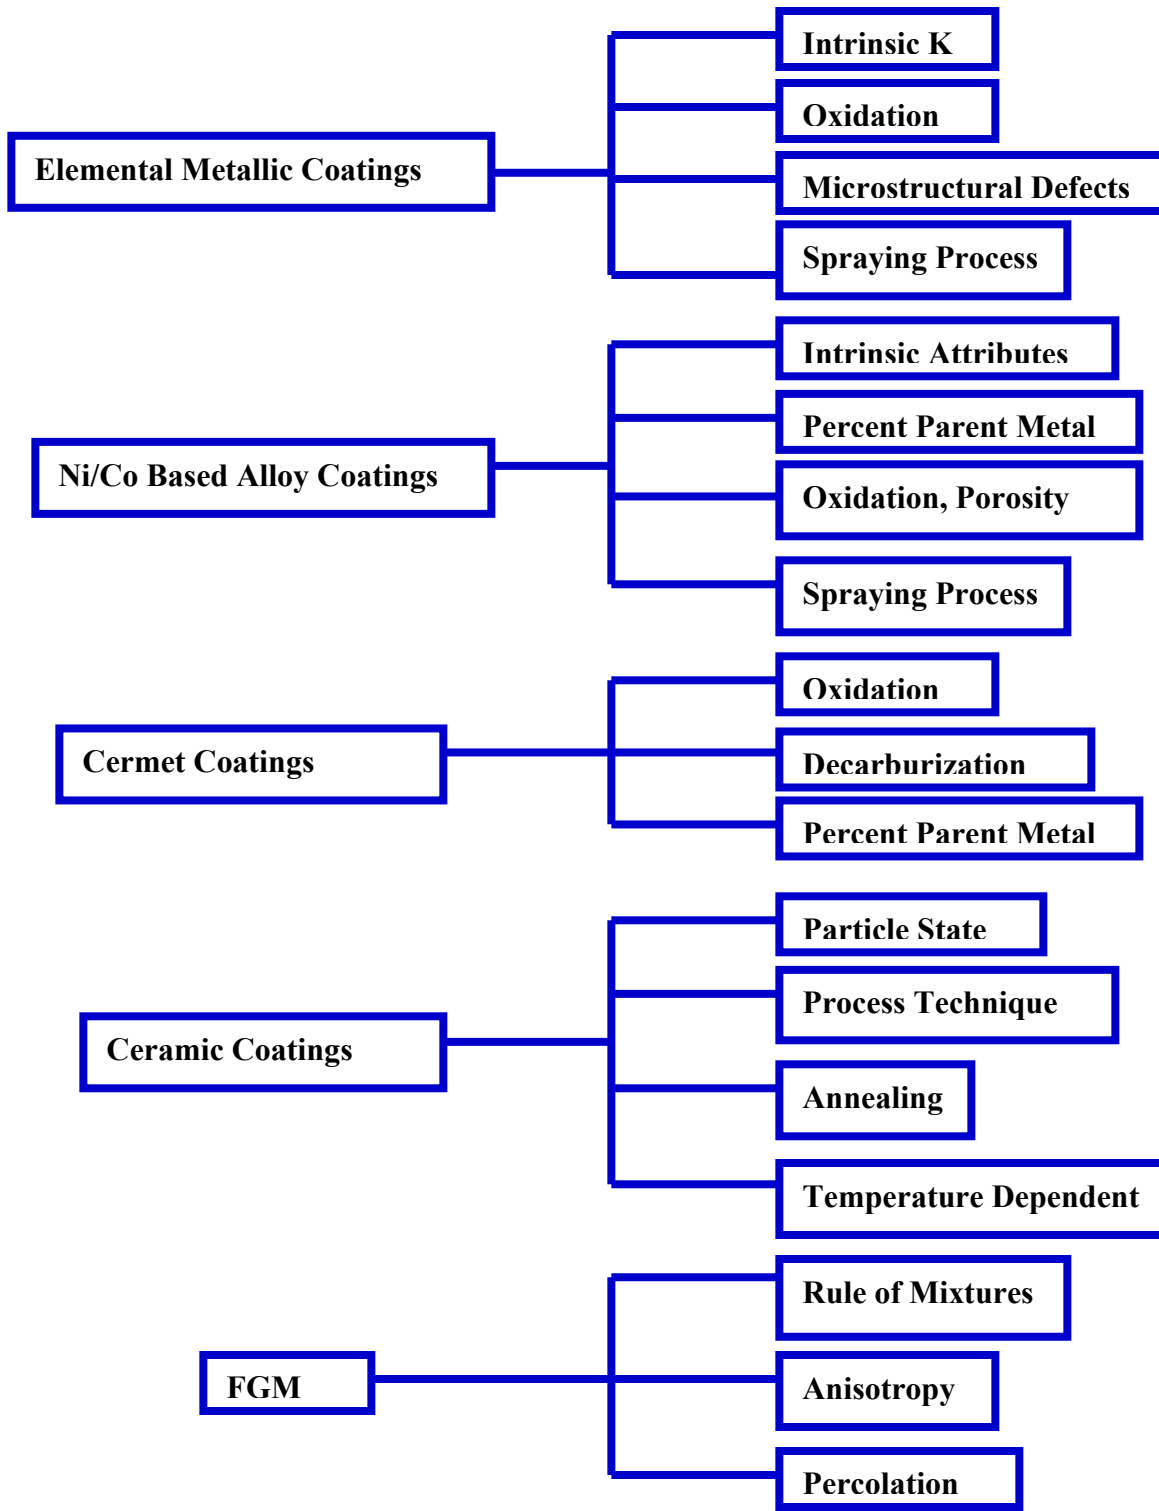 Intrinsic K
Oxidation
Elemental Metallic Coatings
Microstructural Defects
Spraying Process
Intrinsic Attributes
Percent Parent Metal
Ni/Co Based Alloy Coatings
Oxidation, Porosity
Spraying Process
Oxidation
Cermet Coatings
Decarburization
Percent Parent Metal
Particle State
Process Technique
Ceramic Coatings
Annealing
Temperature Dependent
Rule of Mixtures
FGM
Anisotropy
Percolation